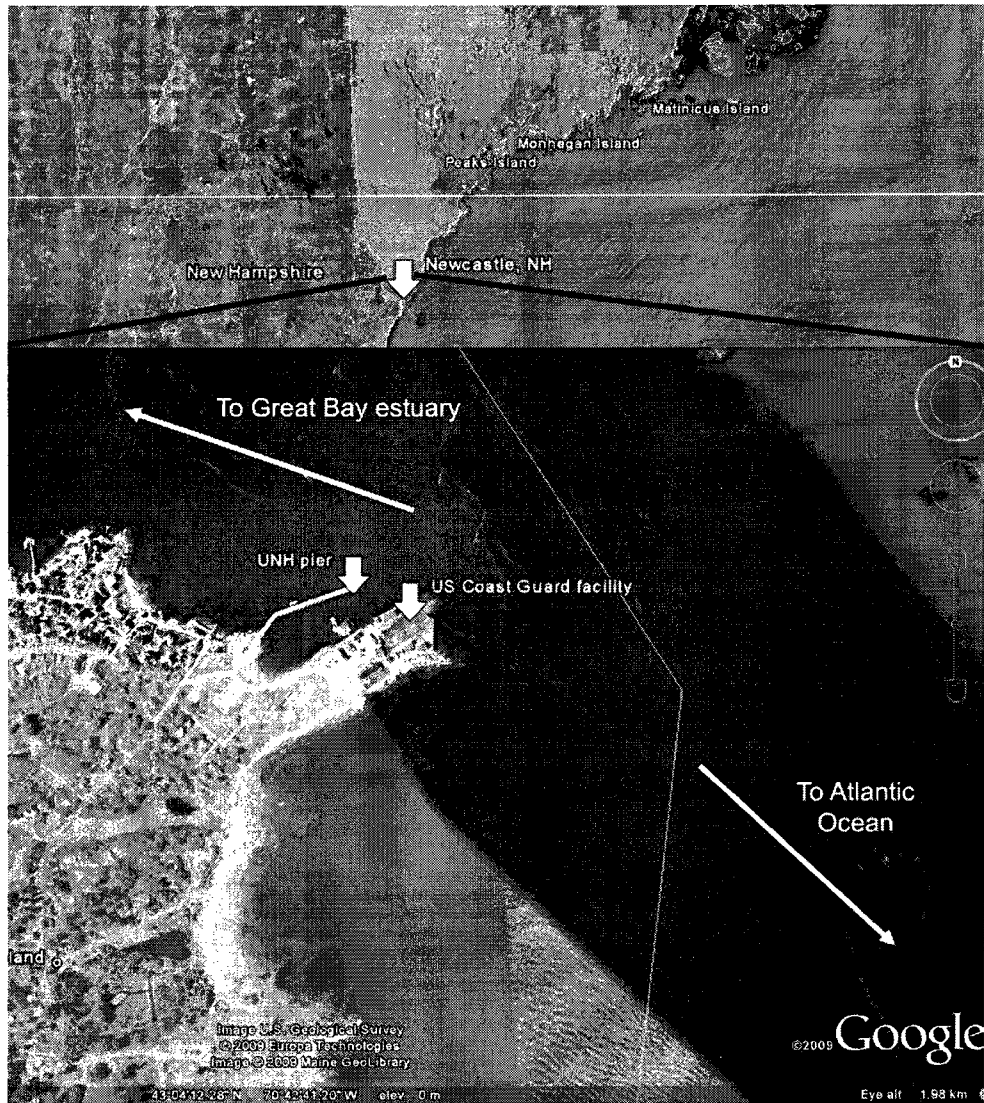 Matinicus Island
Monhegan Island
Peaks Island
Newcastle, NH
New Hampshire
N
To Great Bay estuary
UNH pier
US Coast Guard facility
To Atlantic
Ocean
land
Image U.S. Geological Survey
© 2009 Europa Technologies
Image © 2009 Maine GeoLibrary
©2009 Google
43°04'12.28" N 70°42'41.20" W elev 0 m
Eye alt 1.98 km